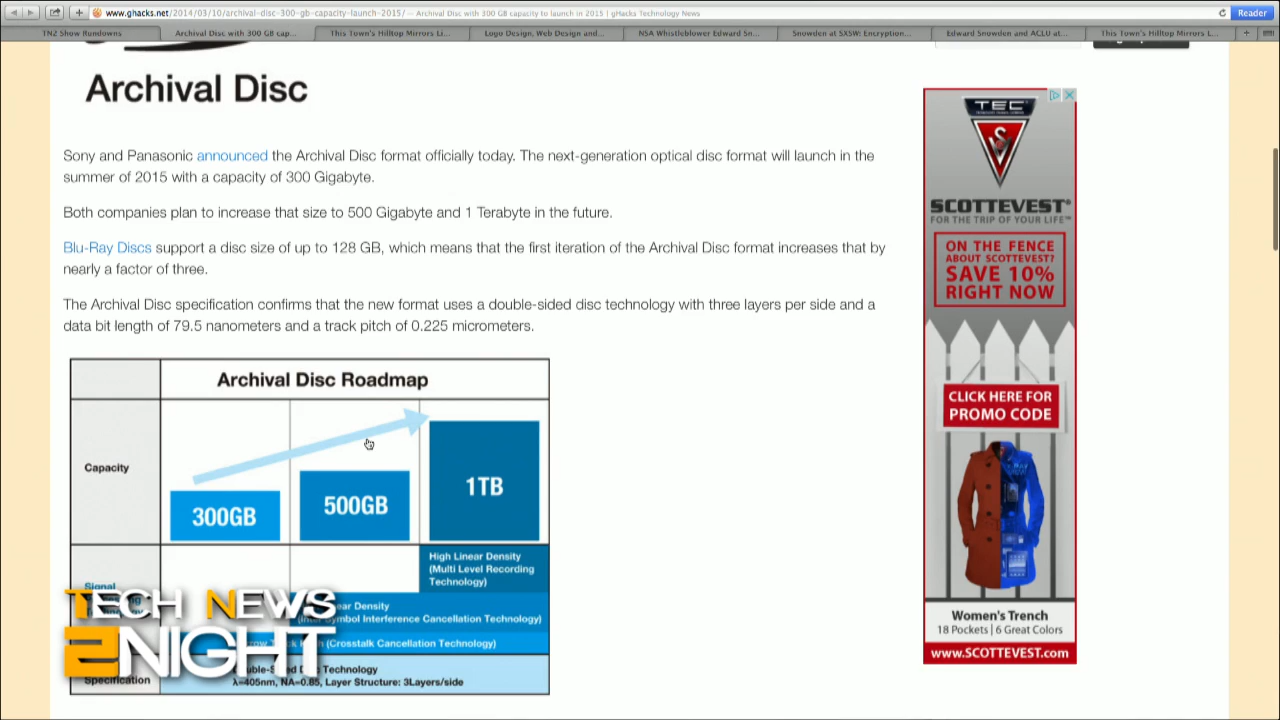 www.ghacks.net/2014/03/10/archival-disc-300-gb-capacity-launch-2015/ — Archival Disc with 300 GB capacity to launch in 2015 | gHacks Technology News
Reader
TN2 Show Rundowns
Archival Disc with 300 GB cap...
This Town's Hilltop Mirrors Li...
Logo Design, Web Design and...
NSA Whistleblower Edward Sn...
Snowden at SXSW: Encryption...
Edward Snowden and ACLU at...
This Town's Hilltop Mirrors L...
Archival Disc
Sony and Panasonic announced the Archival Disc format officially today. The next-generation optical disc format will launch in the
summer of 2015 with a capacity of 300 Gigabyte.
Both companies plan to increase that size to 500 Gigabyte and 1 Terabyte in the future.
Blu-Ray Discs support a disc size of up to 128 GB, which means that the first iteration of the Archival Disc format increases that by
nearly a factor of three.
The Archival Disc specification confirms that the new format uses a double-sided disc technology with three layers per side and a
data bit length of 79.5 nanometers and a track pitch of 0.225 micrometers.
Archival Disc Roadmap
Capacity
300GB
500GB
1TB
High Linear Density
(Multi Level Recording
Technology)
Signal
Density
Symbol Interference Cancellation Technology)
(Crosstalk Cancellation Technology)
Technology
Specification
λ=405nm, NA=0.85, Layer Structure: 3Layers/side
TECH NEWS
2NIGHT
TEC
SCOTTEVEST®
FOR THE TRIP OF YOUR LIFE™
ON THE FENCE
ABOUT SCOTTEVEST?
SAVE 10%
RIGHT NOW
CLICK HERE FOR
PROMO CODE
Women's Trench
18 Pockets | 6 Great Colors
www.SCOTTEVEST.com